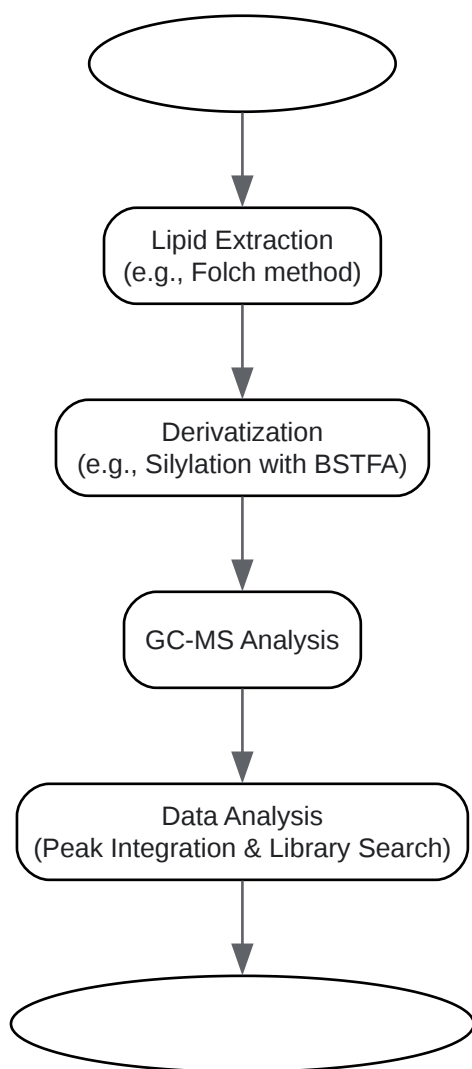 Lipid Extraction
(e.g., Folch method)
Derivatization
(e.g., Silylation with BSTFA)
GC-MS Analysis
Data Analysis
(Peak Integration & Library Search)